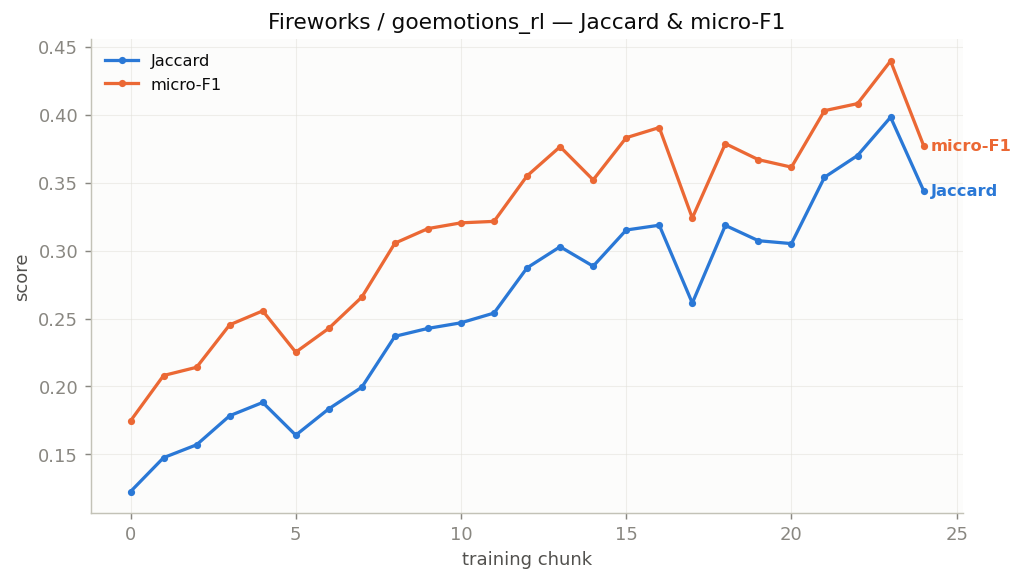 Fireworks / goemotions_rl — Jaccard & micro-F1
Jaccard
micro-F1
score
0.45
0.40
0.35
0.30
0.25
0.20
0.15
micro-F1
Jaccard
0
5
10
15
20
25
training chunk